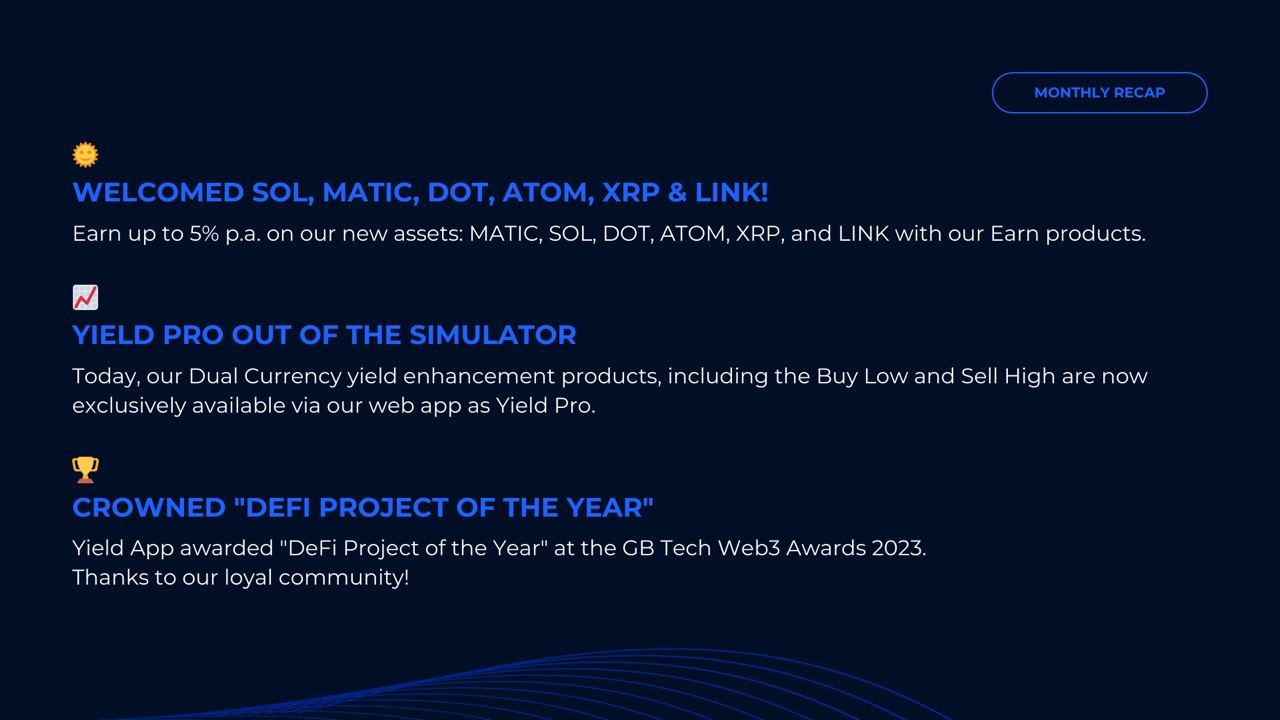 MONTHLY RECAP
WELCOMED SOL, MATIC, DOT, ATOM, XRP & LINK!
Earn up to 5% p.a. on our new assets: MATIC, SOL, DOT, ATOM, XRP, and LINK with our Earn products.
YIELD PRO OUT OF THE SIMULATOR
Today, our Dual Currency yield enhancement products, including the Buy Low and Sell High are now
exclusively available via our web app as Yield Pro.
CROWNED "DEFI PROJECT OF THE YEAR"
Yield App awarded "DeFi Project of the Year" at the GB Tech Web3 Awards 2023.
Thanks to our loyal community!